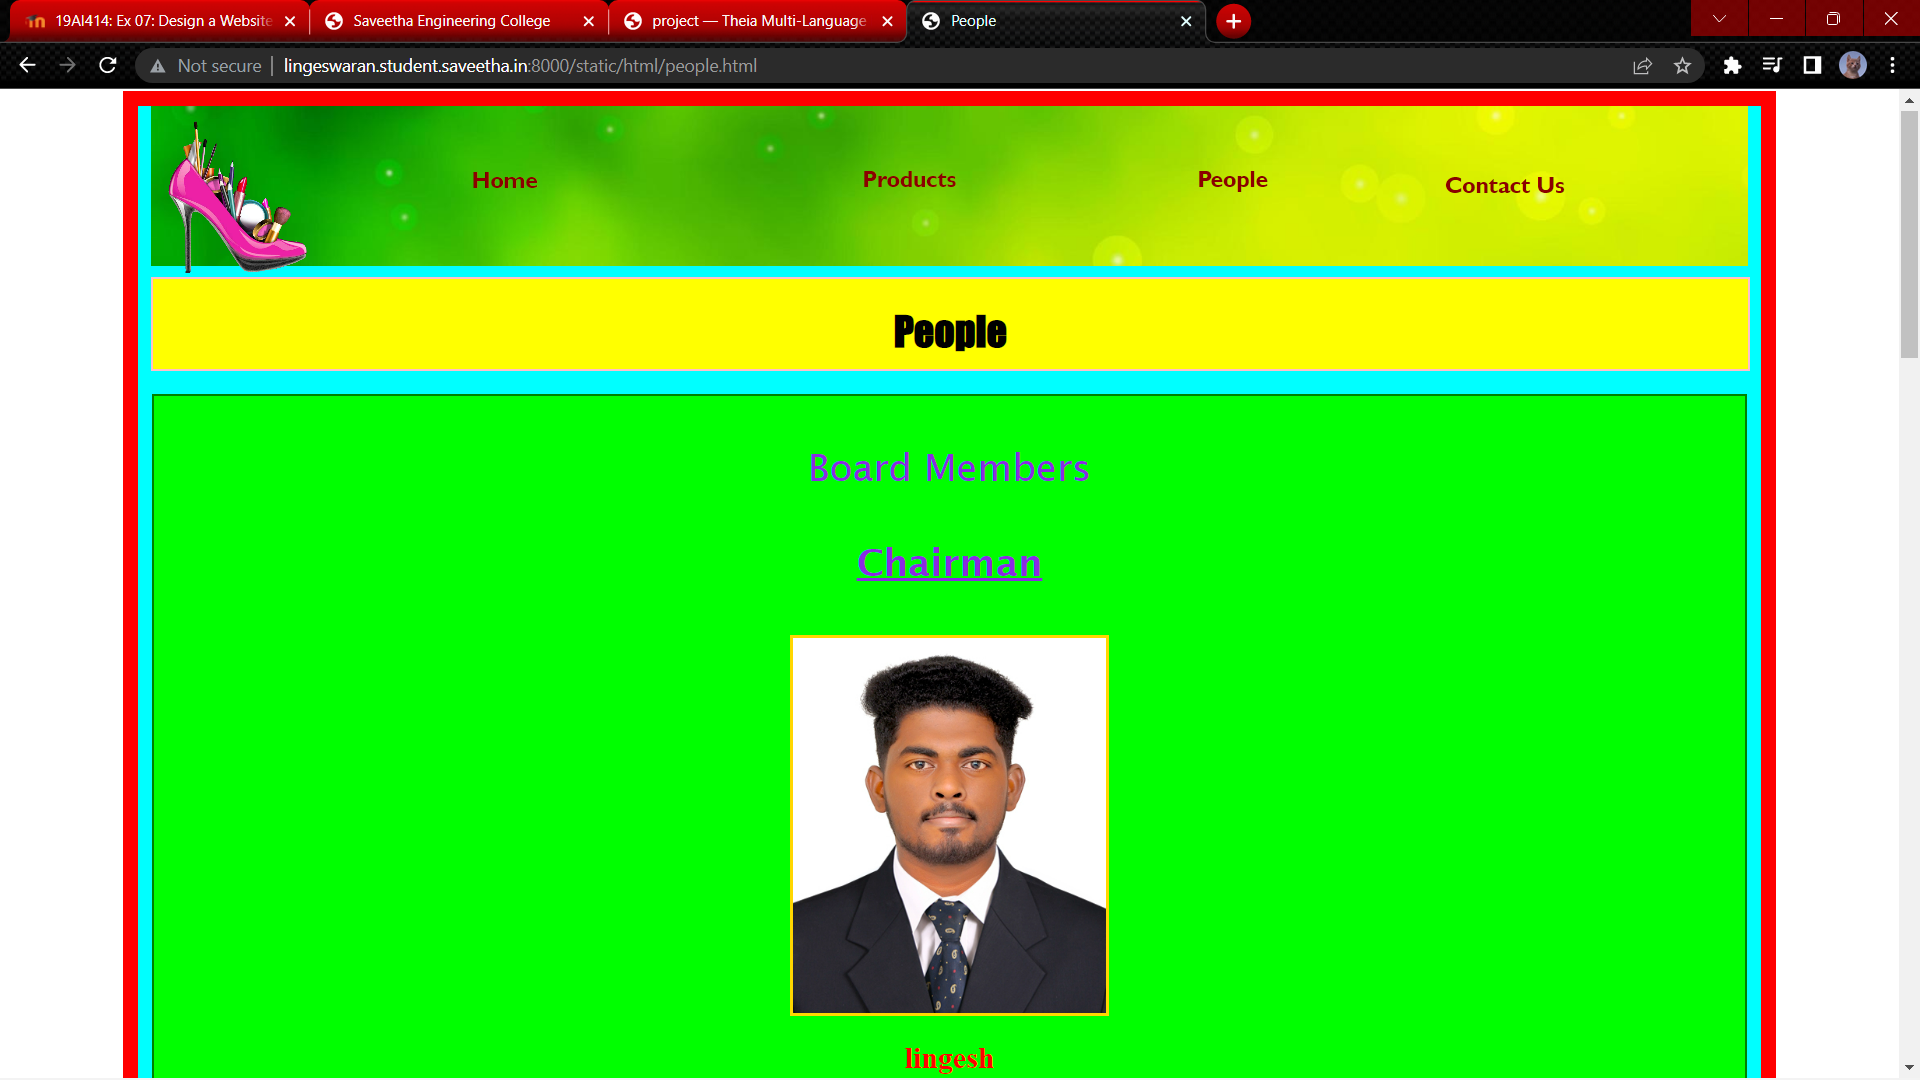 19AI414: Ex 07: Design a Website
Saveetha Engineering College
project — Theia Multi-Language
People
Not secure | lingeswaran.student.saveetha.in:8000/static/html/people.html
Home Products People Contact Us
People
Board Members
Chairman
lingesh